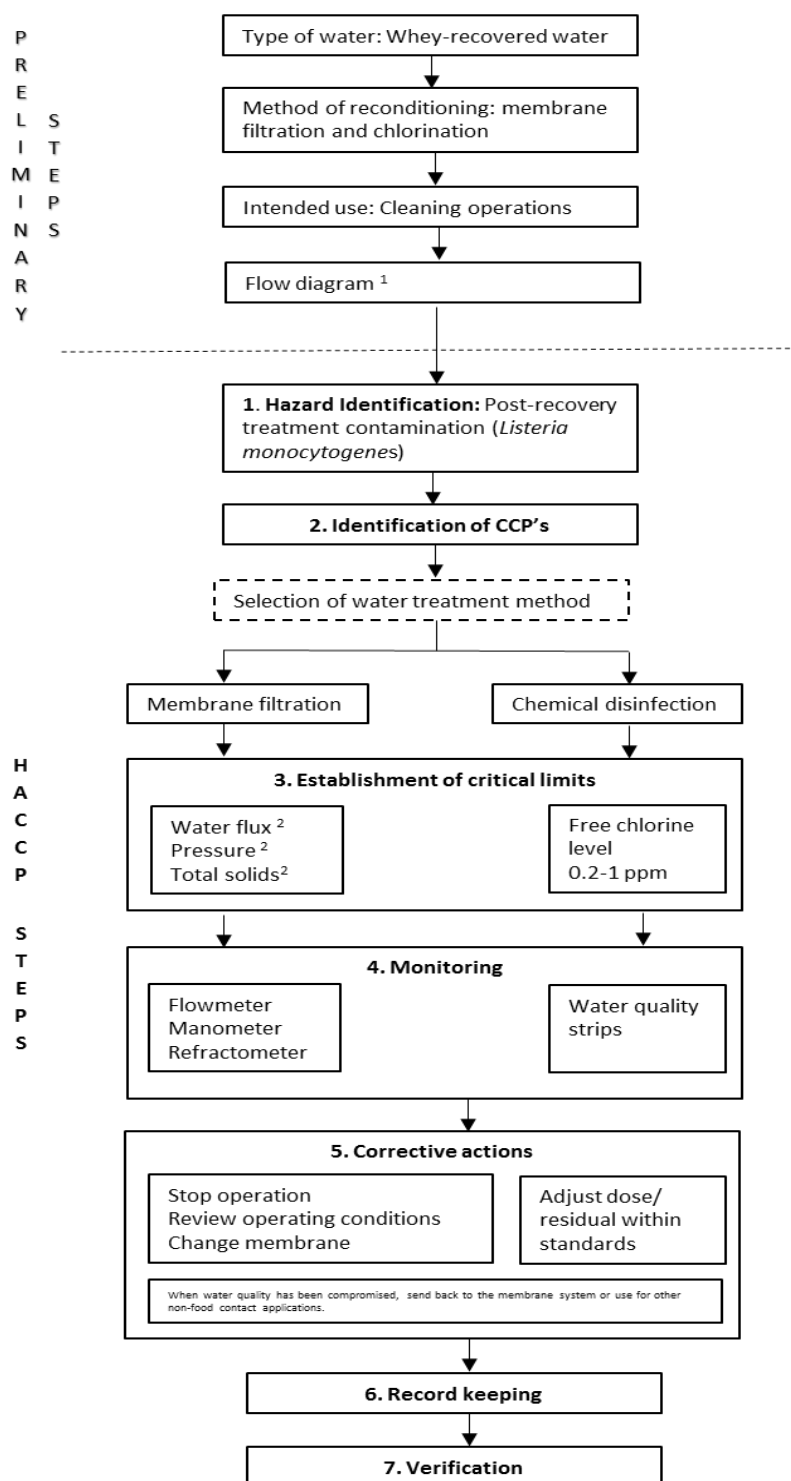 PRELIMINARY
STEPS
Type of water: Whey-recovered water
Method of reconditioning: membrane
filtration and chlorination
Intended use: Cleaning operations
Flow diagram ¹
1. Hazard Identification: Post-recovery
treatment contamination (Listeria
monocytogenes)
2. Identification of CCP's
Selection of water treatment method
Membrane filtration
Chemical disinfection
HACCP STEPS
3. Establishment of critical limits
Water flux ²
Pressure ²
Total solids²
Free chlorine
level
0.2-1 ppm
4. Monitoring
Flowmeter
Manometer
Refractometer
Water quality
strips
5. Corrective actions
Stop operation
Review operating conditions
Change membrane
Adjust dose/
residual within
standards
When water quality has been compromised, send back to the membrane system or use for other
non-food contact applications.
6. Record keeping
7. Verification